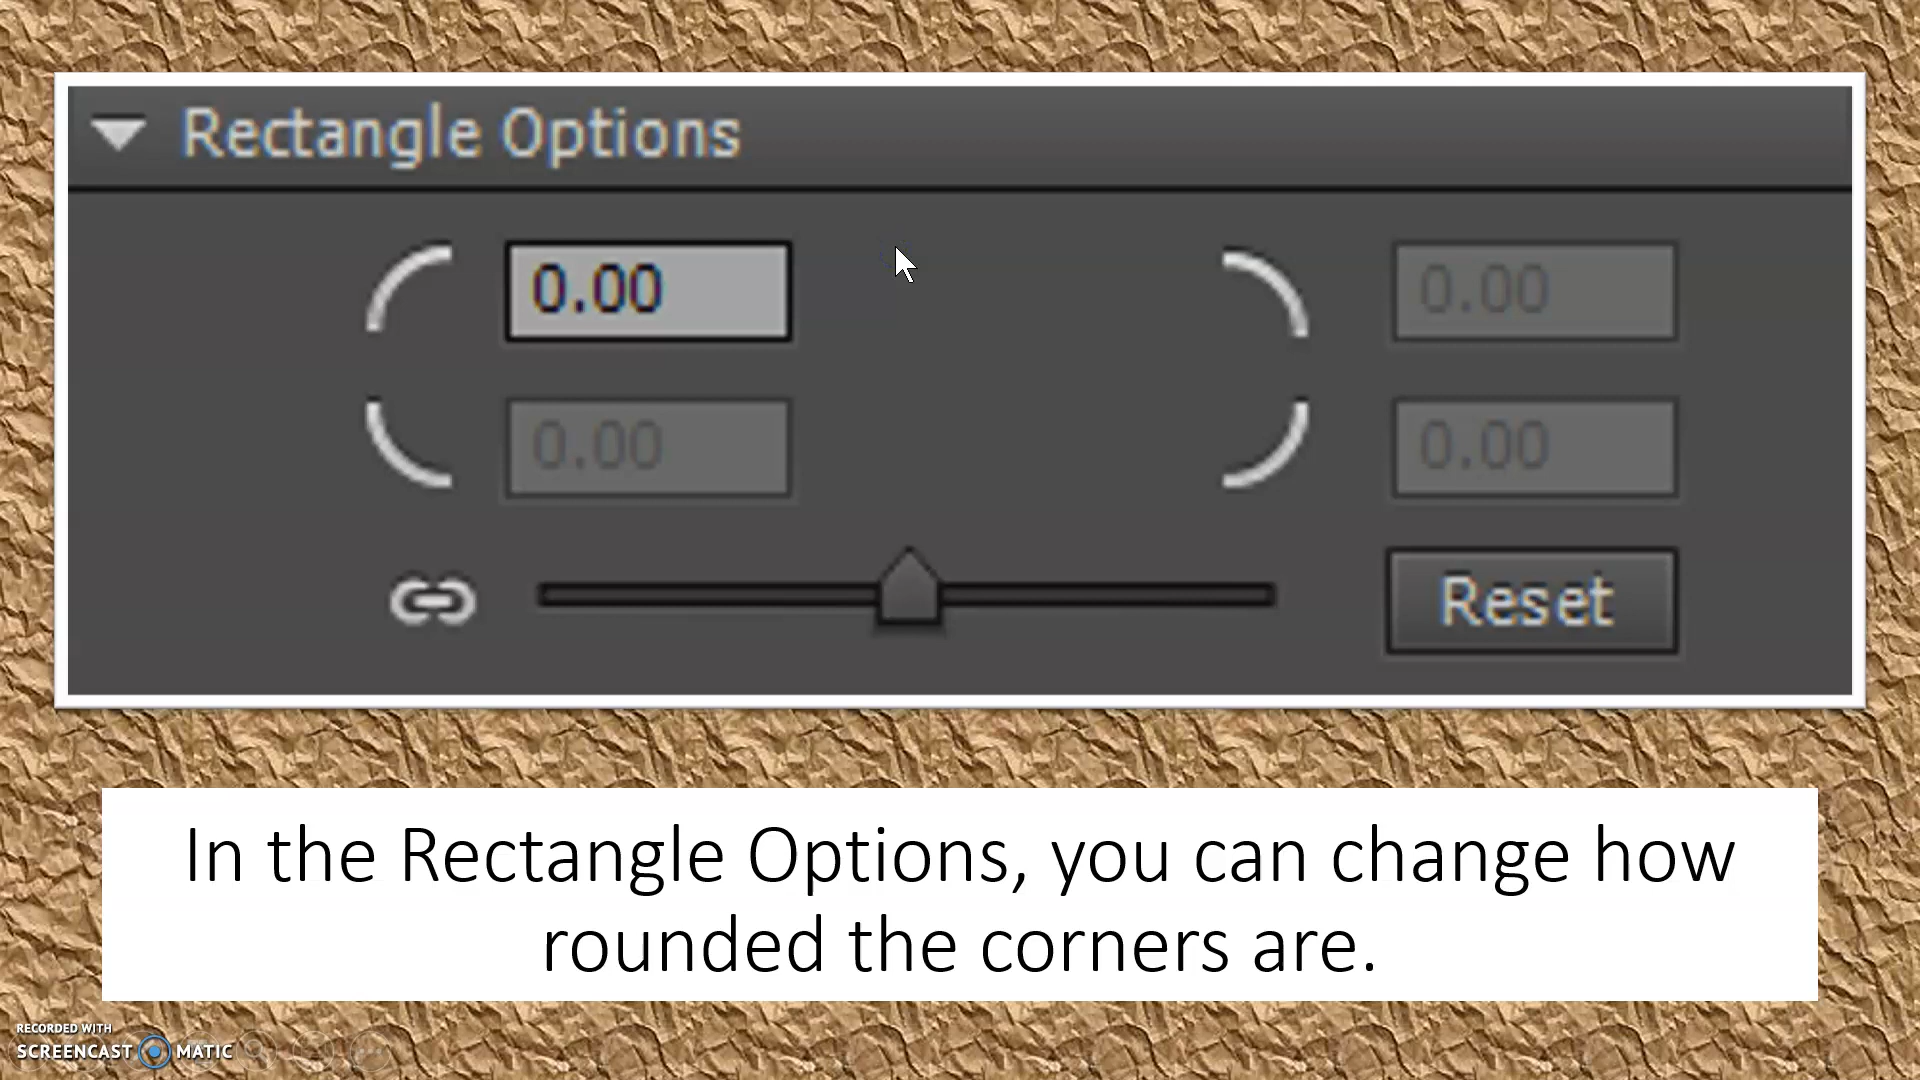 Rectangle Options
0.00 0.00
0.00 0.00
Reset
In the Rectangle Options, you can change how
rounded the corners are.
RECORDED WITH
SCREENCAST MATIC